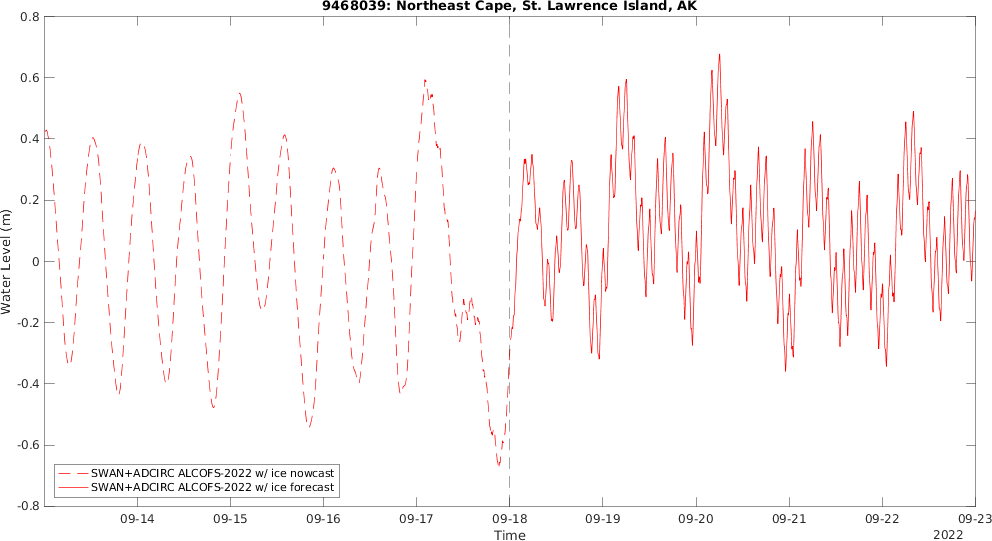 9468039: Northeast Cape, St. Lawrence Island, AK
0.8
0.6
0.4
0.2
0
-0.2
-0.4
-0.6
-0.8
Water Level (m)
SWAN+ADCIRC ALCOFS-2022 w/ ice nowcast
SWAN+ADCIRC ALCOFS-2022 w/ ice forecast
09-14 09-15 09-16 09-17 09-18 09-19 09-20 09-21 09-22 09-23
Time
2022